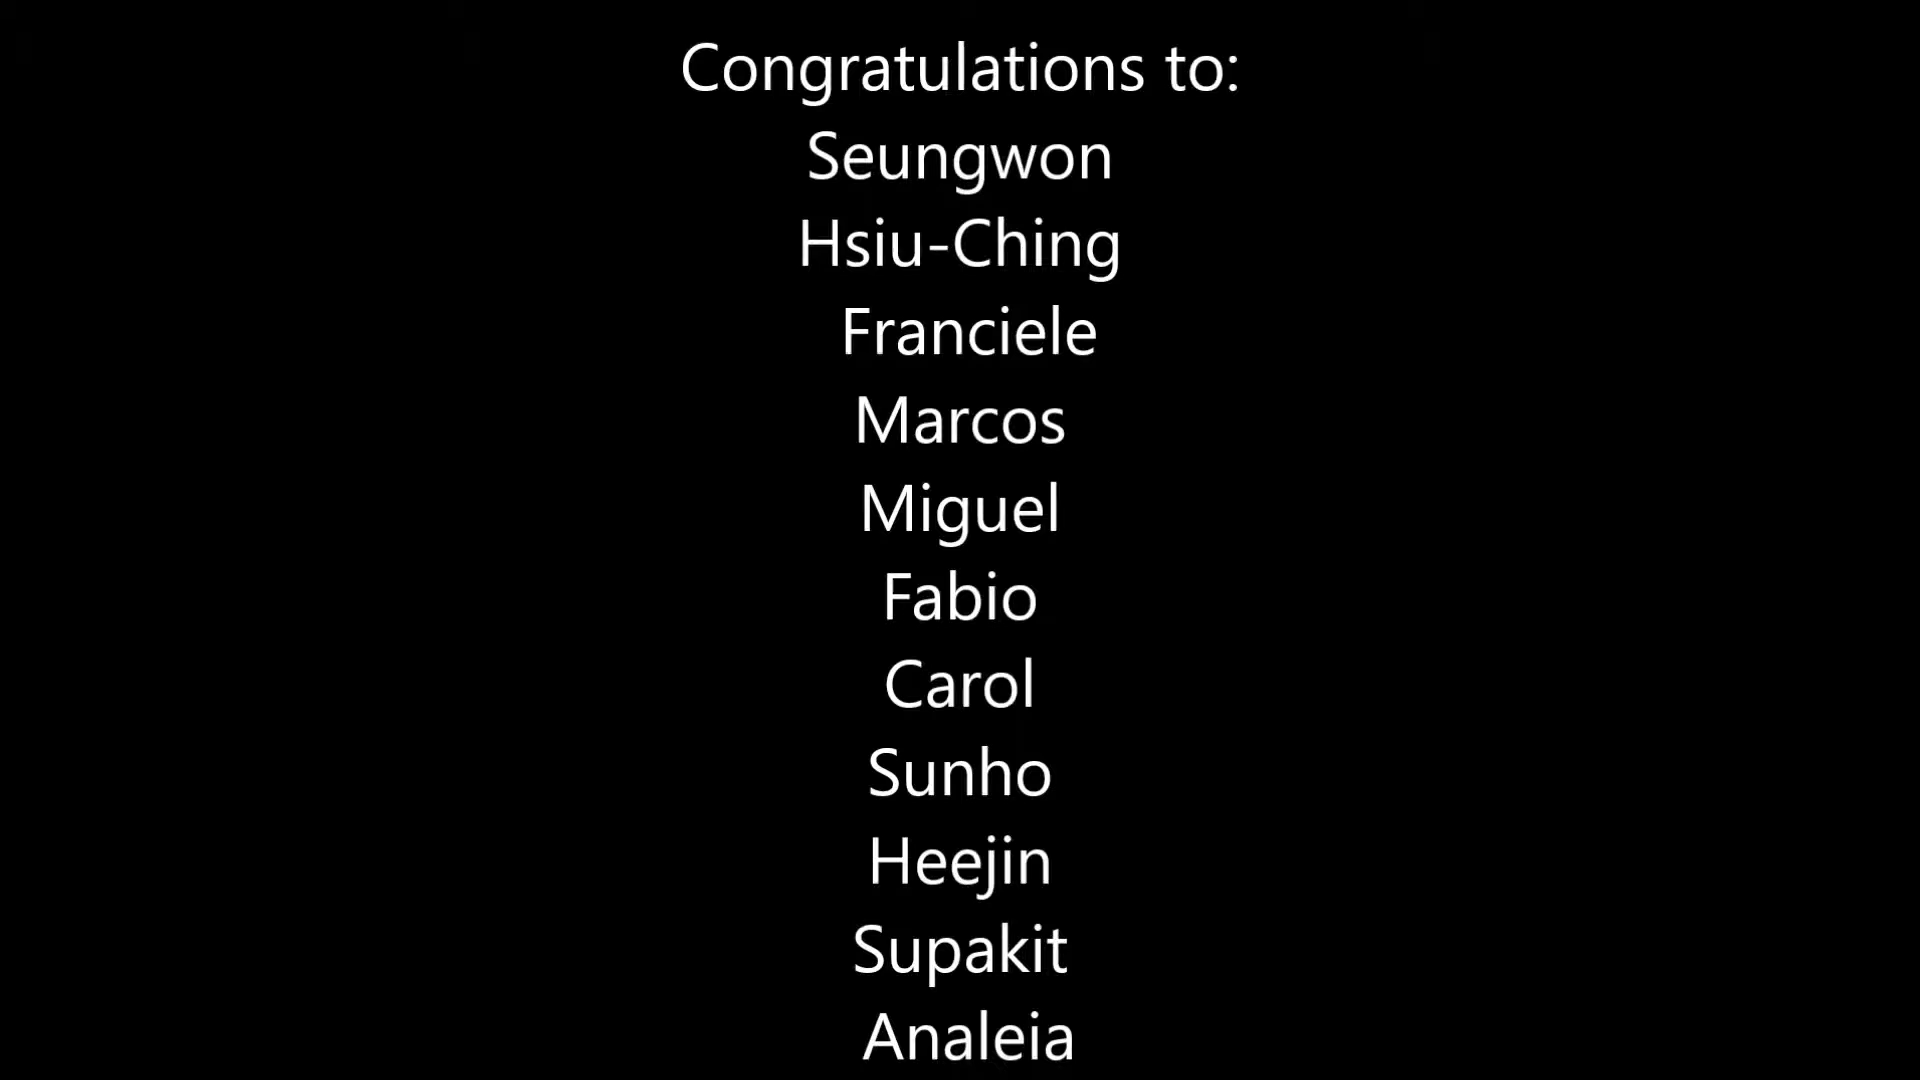 Congratulations to:
Seungwon
Hsiu-Ching
Franciele
Marcos
Miguel
Fabio
Carol
Sunho
Heejin
Supakit
Analeia